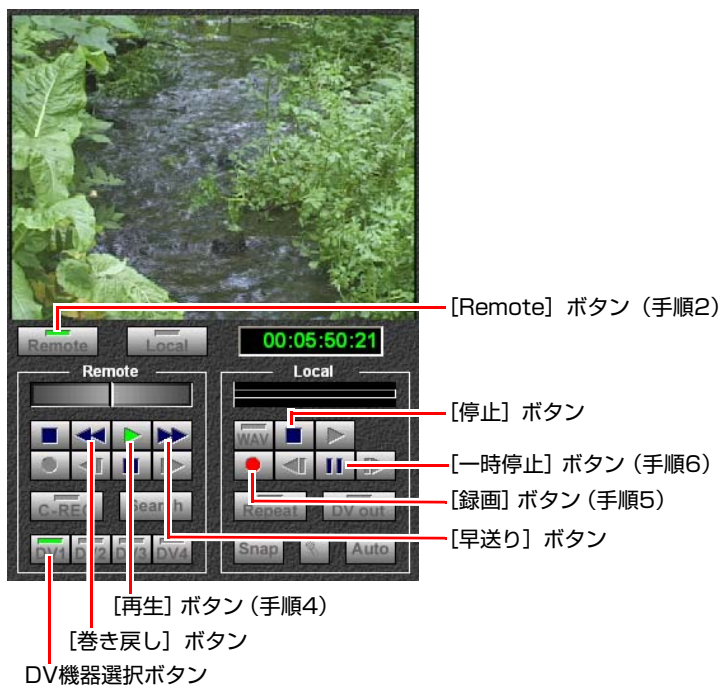 [Remote] ボタン（手順2）
Remote
Local
00:05:50:21
Remote
Local
[停止] ボタン
WAV
[一時停止] ボタン（手順6）
[録画] ボタン（手順5）
C-REC
Search
Repeat
DV out
[早送り] ボタン
DV1
DV2
DV3
DV4
Snap
Auto
[再生] ボタン（手順4）
[巻き戻し] ボタン
DV機器選択ボタン